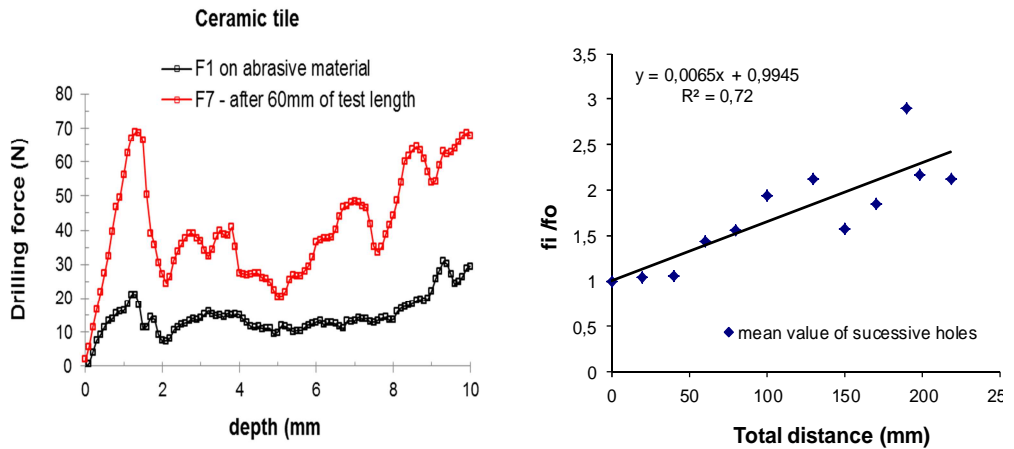 Ceramic tile
F1 on abrasive material
F7 - after 60mm of test length
80
70
60
50
40
30
20
10
0
0
2
4
6
8
10
Drilling force (N)
depth (mm
3,5
3
2,5
2
1,5
1
0,5
0
0
50
100
150
200
25
y = 0,0065x + 0,9945
R² = 0,72
fi /fo
mean value of sucessive holes
Total distance (mm)